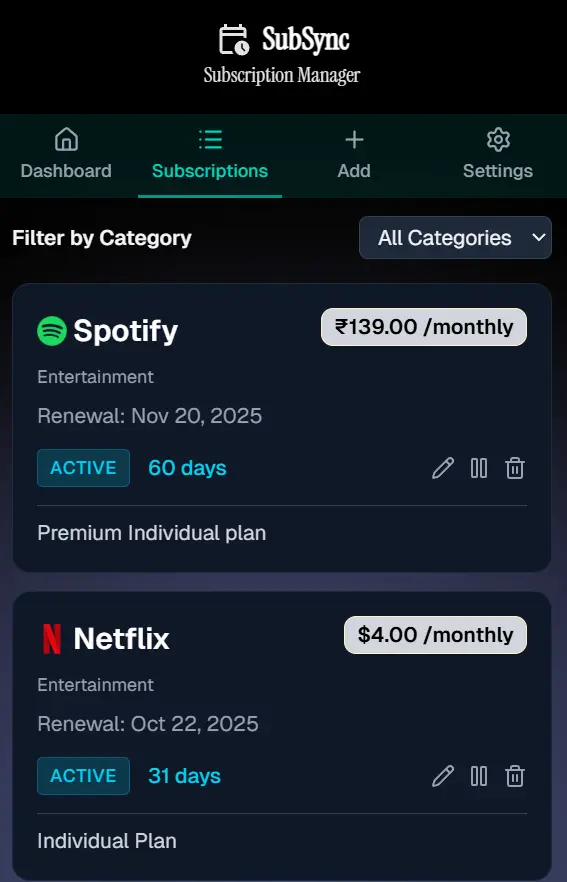 SubSync
Subscription Manager
Dashboard Subscriptions Add Settings
Filter by Category All Categories
Spotify ₹139.00 /monthly
Entertainment
Renewal: Nov 20, 2025
ACTIVE 60 days
Premium Individual plan
Netflix $4.00 /monthly
Entertainment
Renewal: Oct 22, 2025
ACTIVE 31 days
Individual Plan